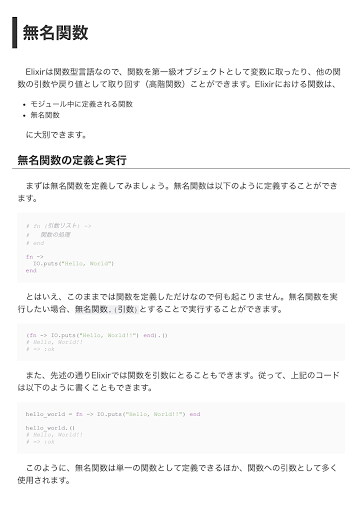 無名関数
Elixirは関数型言語なので、関数を第一級オブジェクトとして変数に取ったり、他の関
数の引数や戻り値として取り回す（高階関数）ことができます。Elixirにおける関数は、
• モジュール中に定義される関数
• 無名関数
に大別できます。
無名関数の定義と実行
まずは無名関数を定義してみましょう。無名関数は以下のように定義することができ
ます。
# fn (引数リスト) ->
#   関数の処理
# end
fn ->
  IO.puts("Hello, World")
end
とはいえ、このままでは関数を定義しただけなので何も起こりません。無名関数を実
行したい場合、無名関数.(引数)とすることで実行することができます。
(fn -> IO.puts("Hello, World!!") end).()
# Hello, World!!
# => :ok
また、先述の通りElixirでは関数を引数にとることもできます。従って、上記のコード
は以下のように書くこともできます。
hello_world = fn -> IO.puts("Hello, World!!") end
hello_world.()
# Hello, World!!
# => :ok
このように、無名関数は単一の関数として定義できるほか、関数への引数として多く
使用されます。